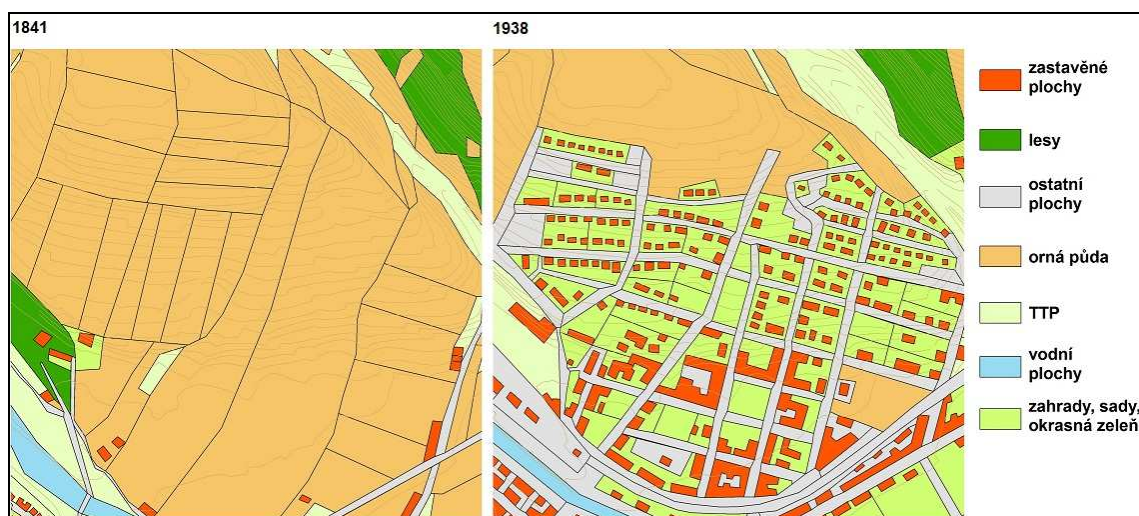 1841
1938
zastavěné
plochy
lesy
ostatní
plochy
orná půda
TTP
vodní
plochy
zahrady, sady,
okrasná zeleň